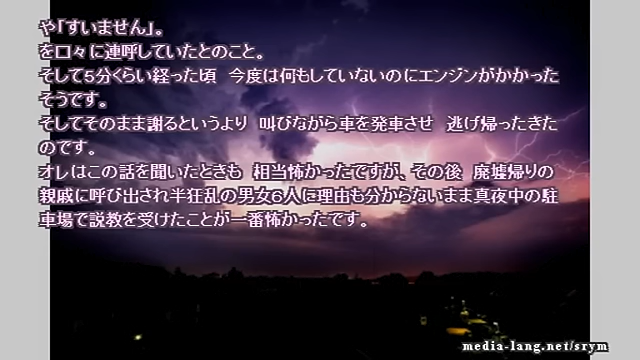 や「すいません」。
を口々に連呼していたとのこと。
そして5分くらい経った頃　今度は何もしていないのにエンジンがかかった
そうです。
そしてそのまま謝るというより　叫びながら車を発車させ　逃げ帰ったきた
のです。
オレはこの話を聞いたときも　相当怖かったですが、その後　廃墟帰りの
親戚に呼び出され半狂乱の男女6人に理由も分からないまま真夜中の駐
車場で説教を受けたことが一番怖かったです。
media-lang.net/srym